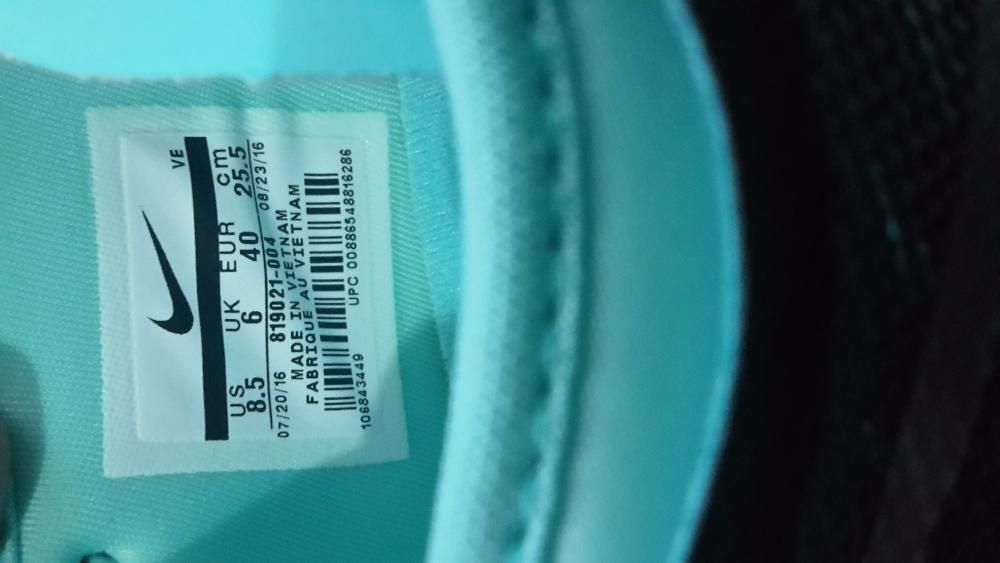 VE
US UK EUR cm
8.5 6 40 25.5
07/20/16 819021-004 08/23/16
MADE IN VIETNAM
FABRIQUE AU VIETNAM
106843449 UPC 00886548816286